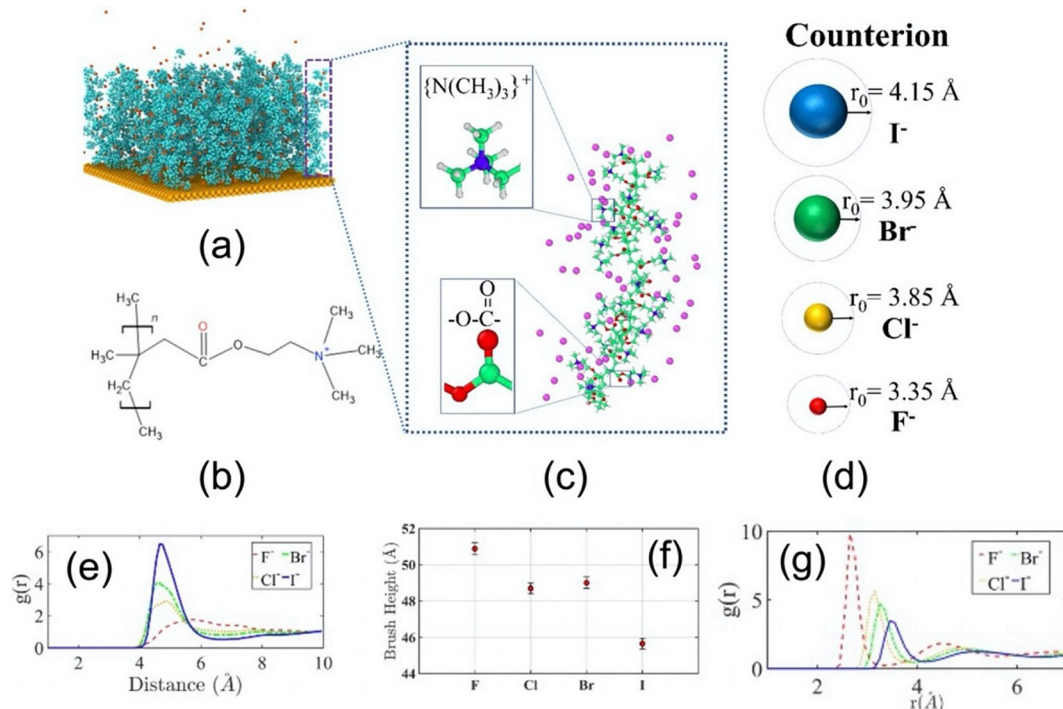 Counterion
r₀= 4.15 Å
I⁻
r₀= 3.95 Å
Br⁻
r₀= 3.85 Å
Cl⁻
r₀= 3.35 Å
F⁻
{N(CH₃)₃}⁺
O
-O-C-
(a)
H₃C
n
O
CH₃
H₃C
O
N⁺
CH₃
H₂C
CH₃
CH₃
(b)
(c)
(d)
(e)
g(r)
6
4
2
0
2 4 6 8 10
Distance (Å)
F⁻ Br⁻
Cl⁻ I⁻
(f)
Brush Height (Å)
52
50
48
46
44
F Cl Br I
(g)
g(r)
10
5
0
2 4 6
r(Å)
F⁻ Br⁻
Cl⁻ I⁻